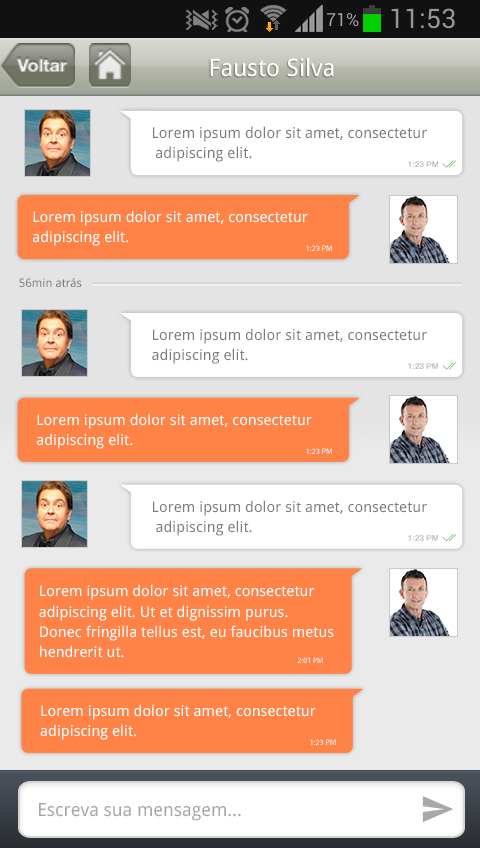 71% 11:53
Voltar
Fausto Silva
Lorem ipsum dolor sit amet, consectetur
adipiscing elit.
1:23 PM
Lorem ipsum dolor sit amet, consectetur
adipiscing elit.
1:23 PM
56min atrás
Lorem ipsum dolor sit amet, consectetur
adipiscing elit.
1:23 PM
Lorem ipsum dolor sit amet, consectetur
adipiscing elit.
1:23 PM
Lorem ipsum dolor sit amet, consectetur
adipiscing elit.
1:23 PM
Lorem ipsum dolor sit amet, consectetur
adipiscing elit. Ut et dignissim purus.
Donec fringilla tellus est, eu faucibus metus
hendrerit ut.
2:01 PM
Lorem ipsum dolor sit amet, consectetur
adipiscing elit.
1:23 PM
Escreva sua mensagem...